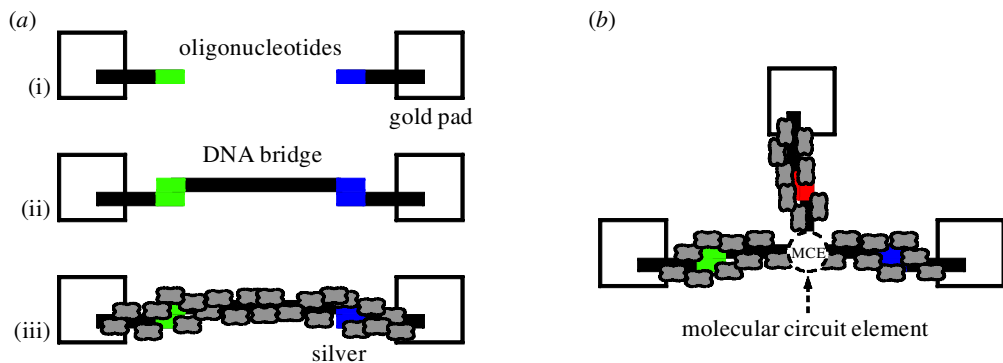 (a)
(b)
oligonucleotides
(i)
gold pad
DNA bridge
(ii)
(iii)
silver
MCE
molecular circuit element